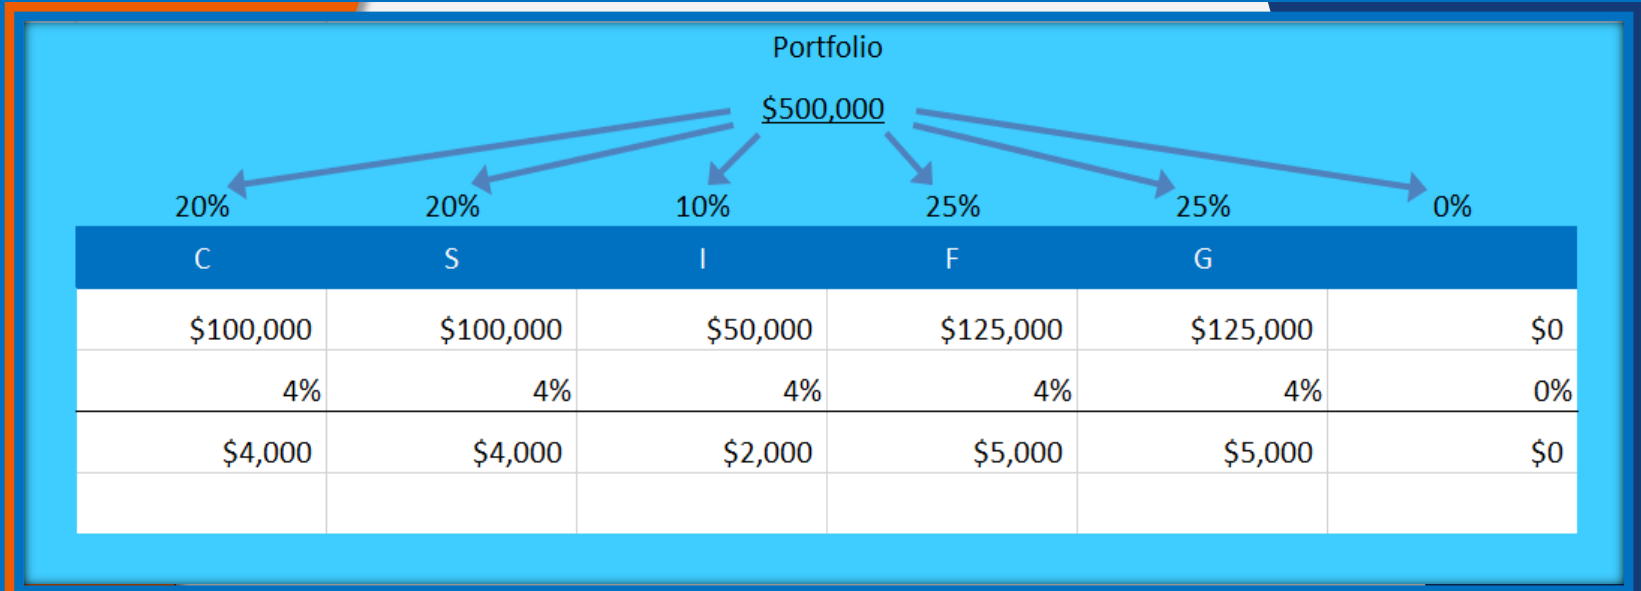 Portfolio
$500,000
20% 20% 10% 25% 25% 0%
C S I F G
$100,000 $100,000 $50,000 $125,000 $125,000 $0
4% 4% 4% 4% 4% 0%
$4,000 $4,000 $2,000 $5,000 $5,000 $0